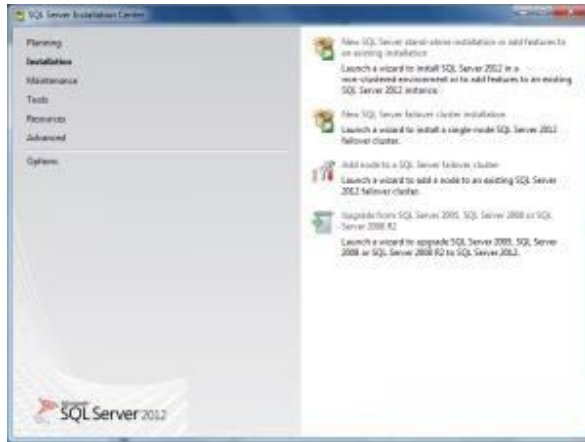 SQL Server Installation Center
Planning
Installation
Maintenance
Tools
Resources
Advanced
Options
New SQL Server stand-alone installation or add features to
an existing installation
Launch a wizard to install SQL Server 2012 in a
non-clustered environment or to add features to an existing
SQL Server 2012 instance.
New SQL Server failover cluster installation
Launch a wizard to install a single-node SQL Server 2012
failover cluster.
Add node to a SQL Server failover cluster
Launch a wizard to add a node to an existing SQL Server
2012 failover cluster.
Upgrade from SQL Server 2005, SQL Server 2008 or SQL
Server 2008 R2
Launch a wizard to upgrade SQL Server 2005, SQL Server
2008 or SQL Server 2008 R2 to SQL Server 2012.
Microsoft
SQL Server 2012